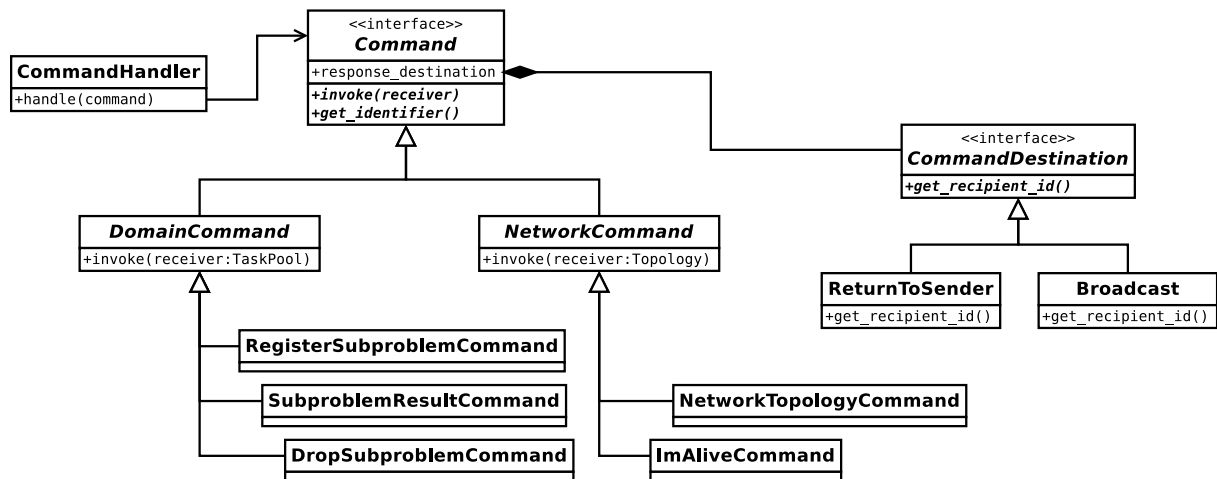 <<interface>>
Command
+response_destination
+invoke(receiver)
+get_identifier()
CommandHandler
+handle(command)
<<interface>>
CommandDestination
+get_recipient_id()
DomainCommand
+invoke(receiver:TaskPool)
NetworkCommand
+invoke(receiver:Topology)
ReturnToSender
+get_recipient_id()
Broadcast
+get_recipient_id()
RegisterSubproblemCommand
SubproblemResultCommand
DropSubproblemCommand
NetworkTopologyCommand
ImAliveCommand